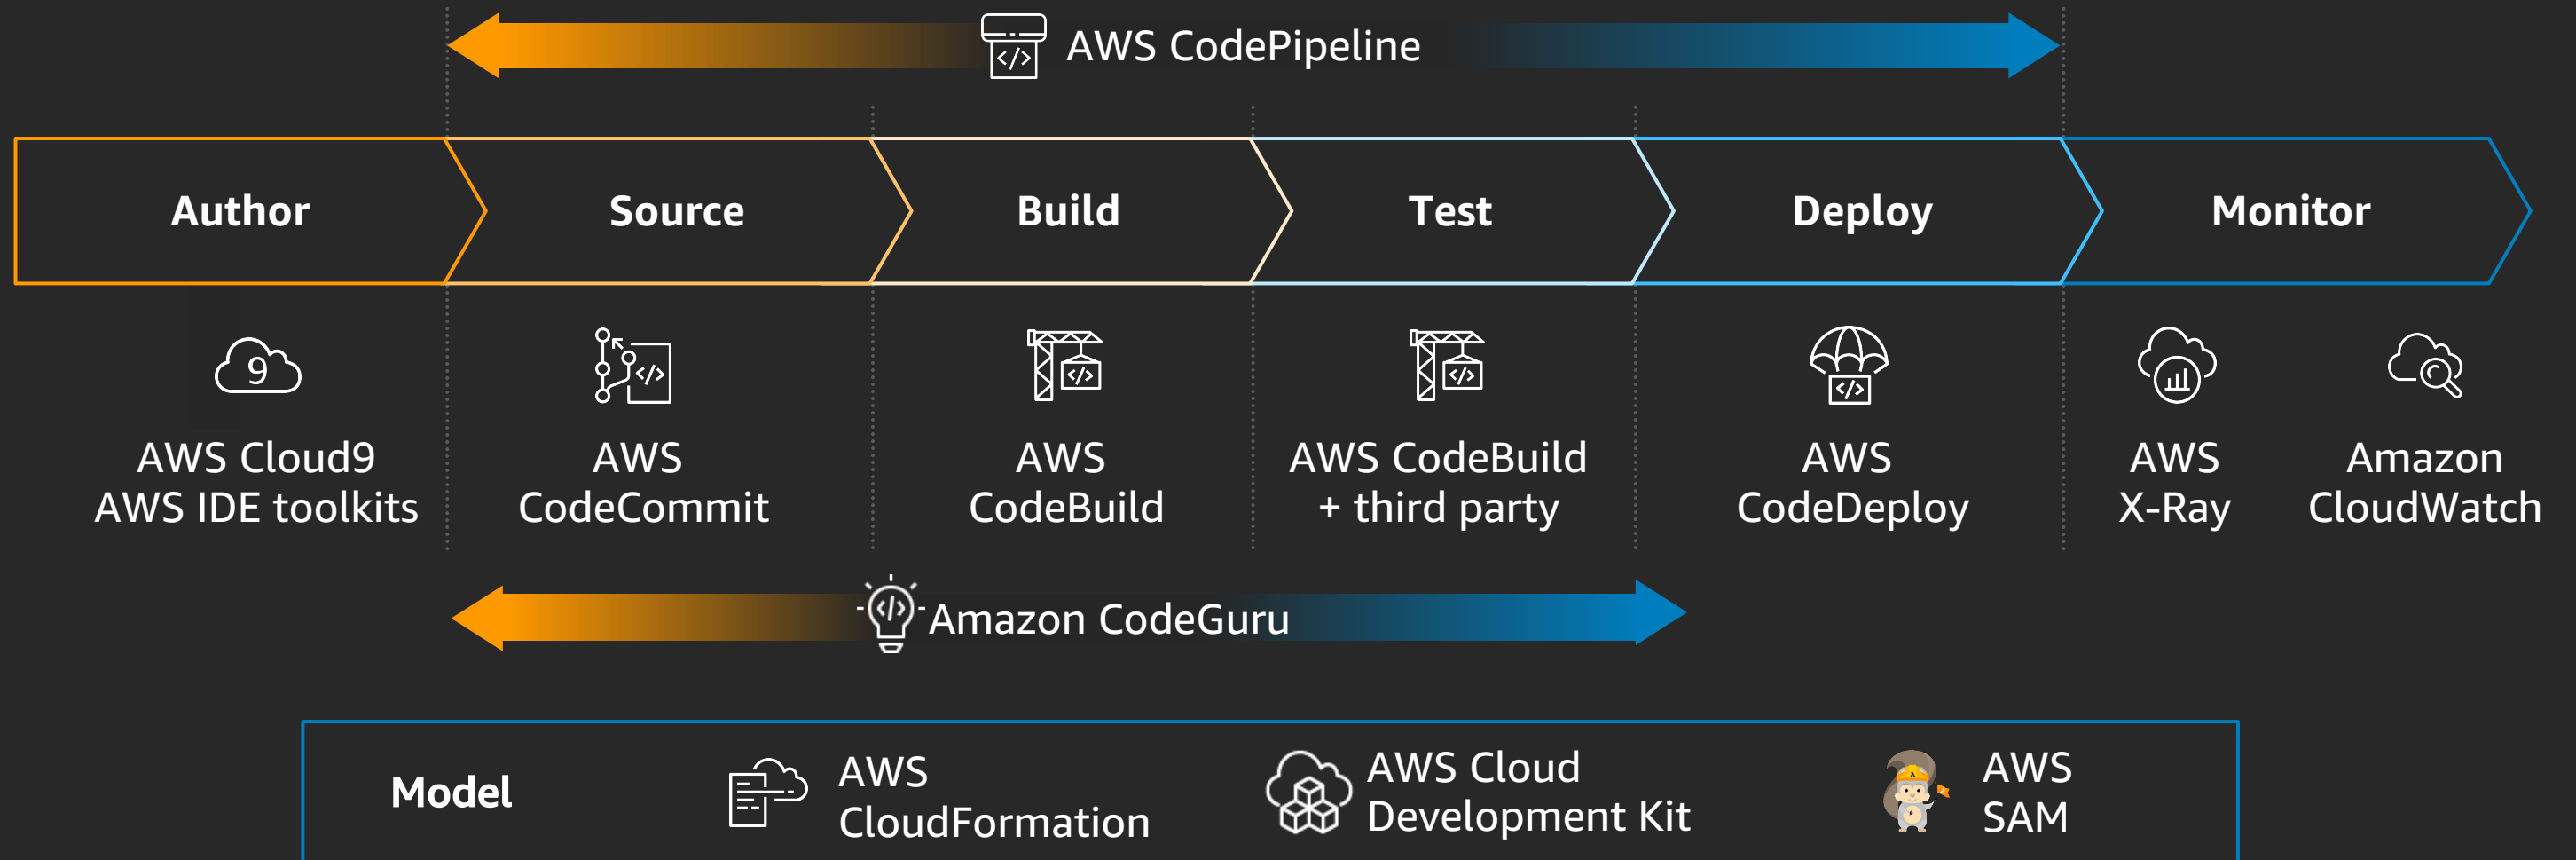 AWS CodePipeline
Author
Source
Build
Test
Deploy
Monitor
9
AWS Cloud9
AWS IDE toolkits
</>
AWS
CodeCommit
</>
AWS
CodeBuild
</>
AWS CodeBuild
+ third party
</>
AWS
CodeDeploy
AWS
X-Ray
Amazon
CloudWatch
</>
Amazon CodeGuru
Model
AWS
CloudFormation
AWS Cloud
Development Kit
AWS
SAM